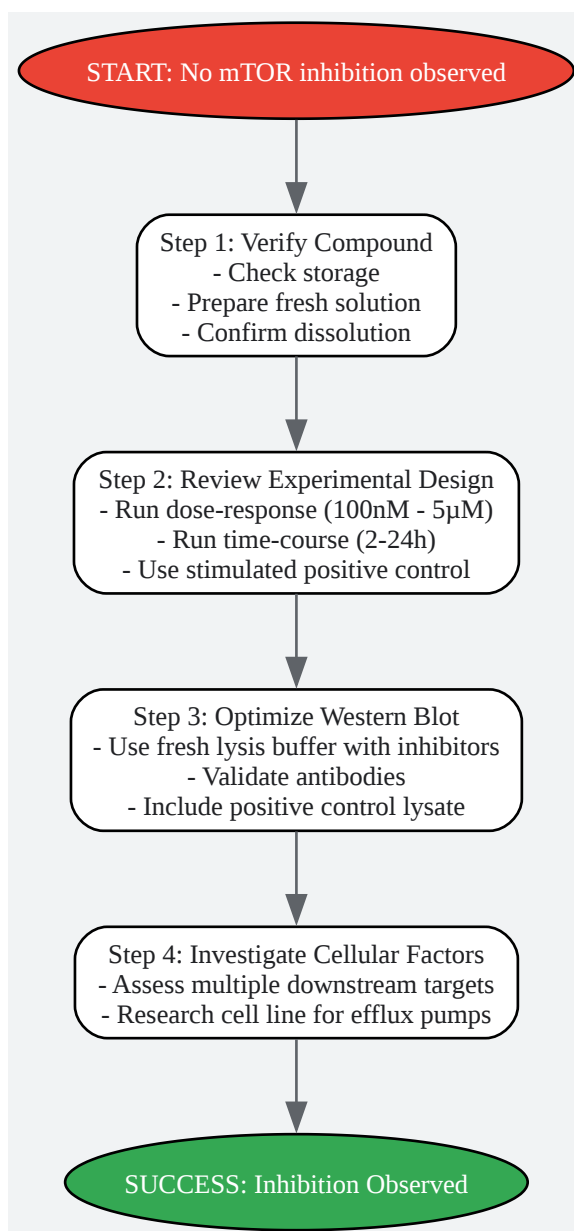 START: No mTOR inhibition observed
Step 1: Verify Compound
- Check storage
- Prepare fresh solution
- Confirm dissolution
Step 2: Review Experimental Design
- Run dose-response (100nM - 5μM)
- Run time-course (2-24h)
- Use stimulated positive control
Step 3: Optimize Western Blot
- Use fresh lysis buffer with inhibitors
- Validate antibodies
- Include positive control lysate
Step 4: Investigate Cellular Factors
- Assess multiple downstream targets
- Research cell line for efflux pumps
SUCCESS: Inhibition Observed